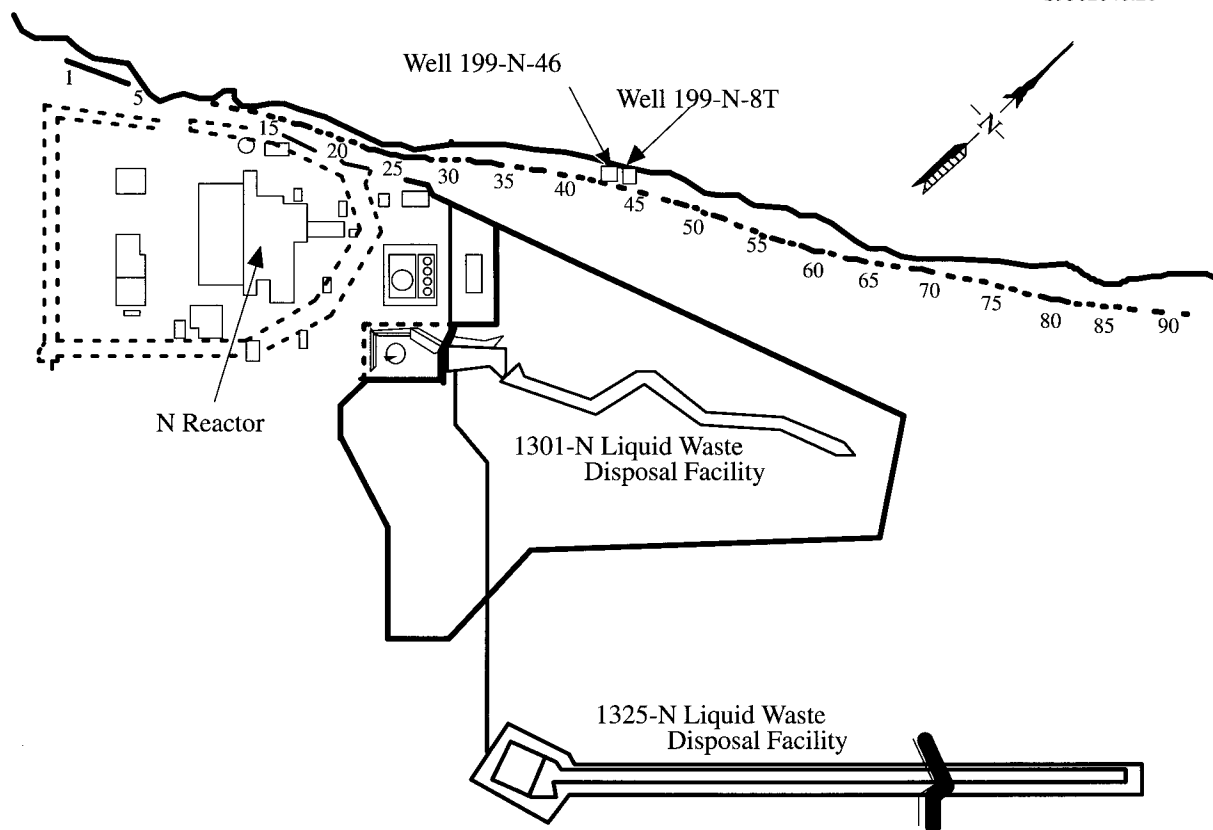 Well 199-N-46
Well 199-N-8T
-N-
1
5
15
20
25
30
35
40
45
50
55
60
65
70
75
80
85
90
N Reactor
1301-N Liquid Waste
Disposal Facility
1325-N Liquid Waste
Disposal Facility